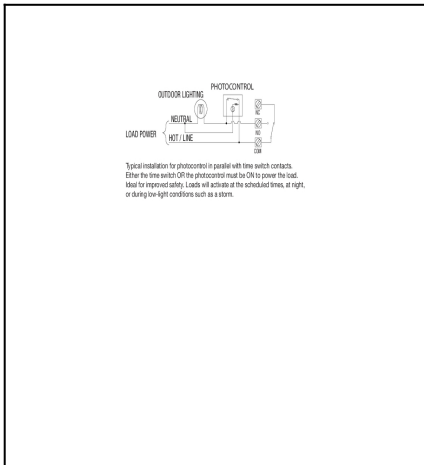 PHOTOCONTROL
OUTDOOR LIGHTING
NC
NEUTRAL
NO
LOAD POWER
HOT / LINE
COM
Typical installation for photocontrol in parallel with time switch contacts.
Either the time switch OR the photocontrol must be ON to power the load.
Ideal for improved safety. Loads will activate at the scheduled times, at night,
or during low-light conditions such as a storm.